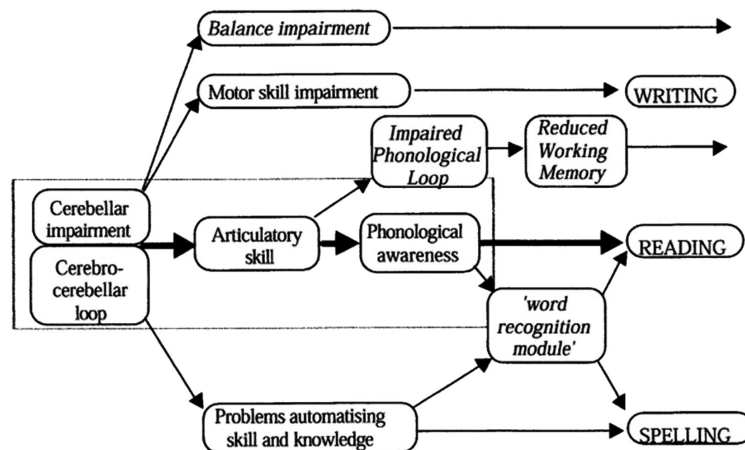 Balance impairment
Motor skill impairment
WRITING
Impaired
Phonological
Loop
Reduced
Working
Memory
Cerebellar
impairment
Cerebro-
cerebellar
loop
Articulatory
skill
Phonological
awareness
READING
'word
recognition
module'
Problems automatising
skill and knowledge
SPELLING